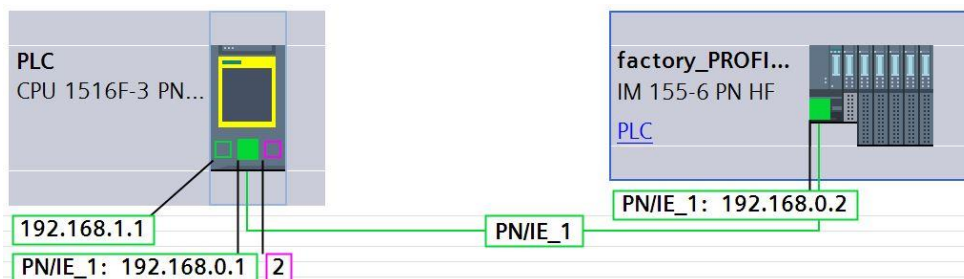 PLC
CPU 1516F-3 PN...
factory_PROFI...
IM 155-6 PN HF
PLC
192.168.1.1
PN/IE_1: 192.168.0.1
2
PN/IE_1
PN/IE_1: 192.168.0.2